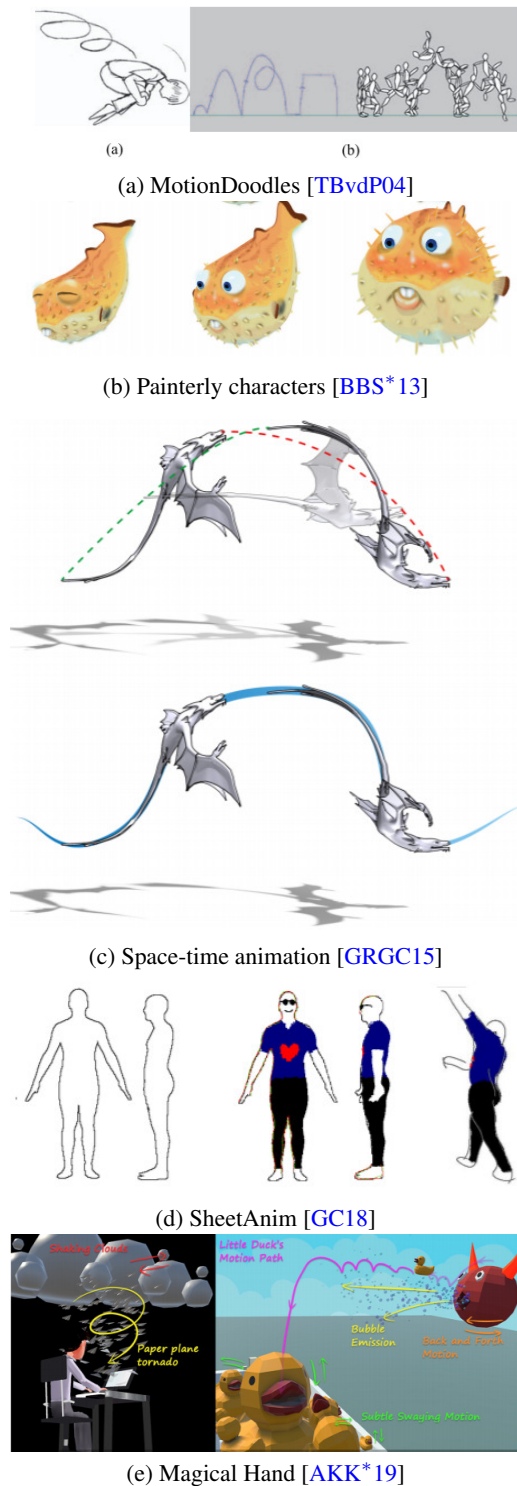 (a)
(b)
(a) MotionDoodles [TBvdP04]
(b) Painterly characters [BBS*13]
(c) Space-time animation [GRGC15]
(d) SheetAnim [GC18]
Shaking Clouds
Paper plane
tornado
Little Duck's
Motion Path
Bubble
Emission
Back and Forth
Motion
Subtle Swaying Motion
(e) Magical Hand [AKK*19]